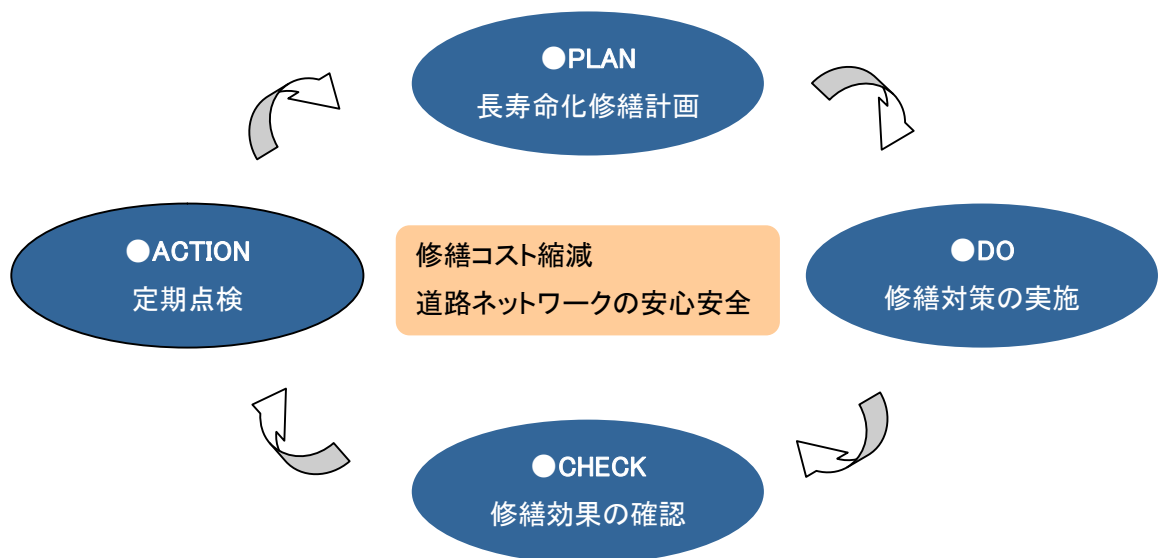 ●PLAN
長寿命化修繕計画
●ACTION
定期点検
修繕コスト縮減
道路ネットワークの安心安全
●DO
修繕対策の実施
●CHECK
修繕効果の確認